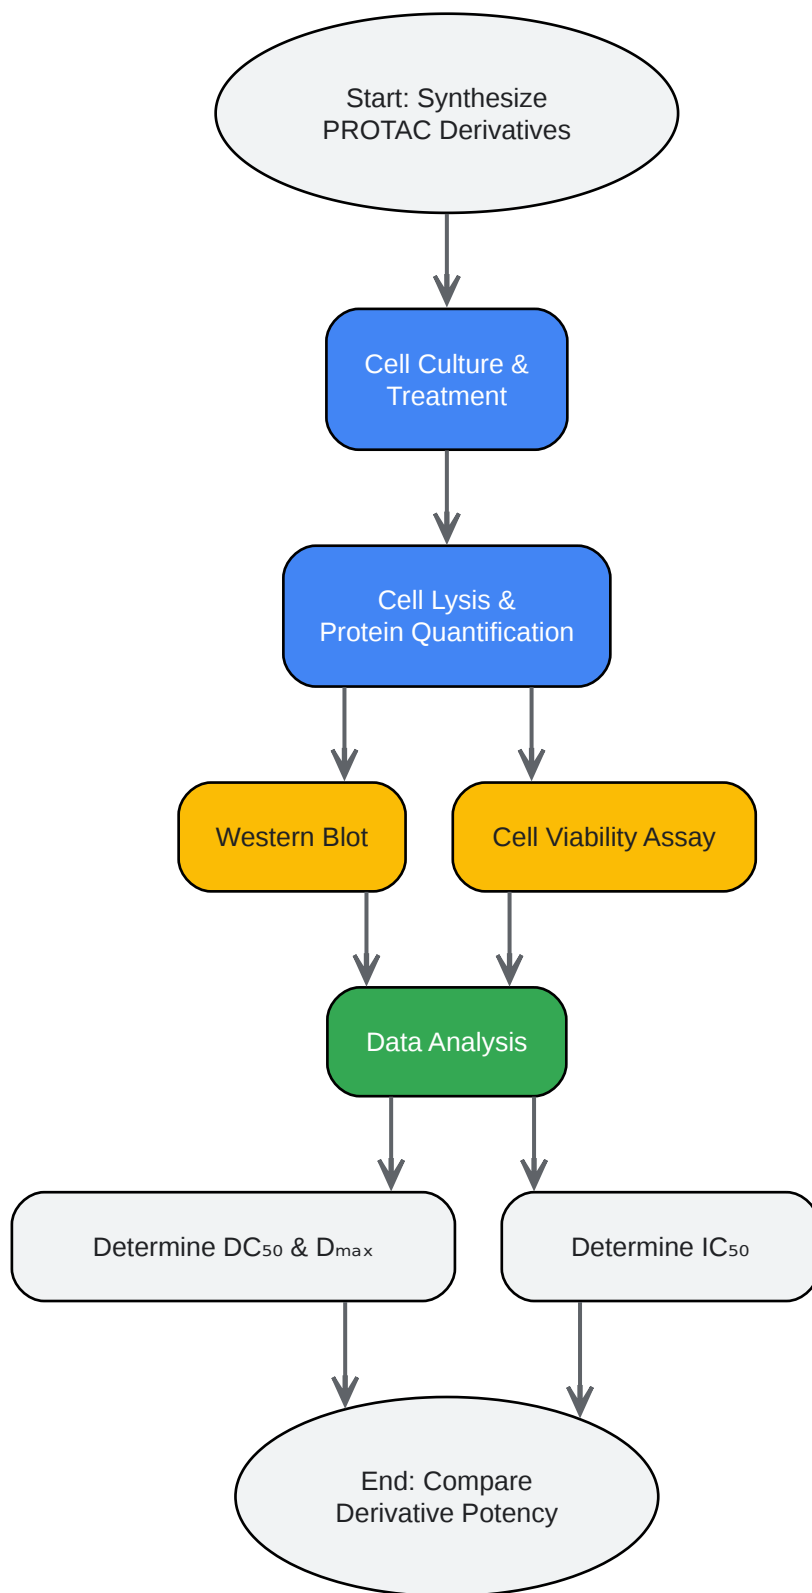 Start: Synthesize
PROTAC Derivatives
Cell Culture &
Treatment
Cell Lysis &
Protein Quantification
Western Blot
Cell Viability Assay
Data Analysis
Determine DC₅₀ & Dₘₐₓ
Determine IC₅₀
End: Compare
Derivative Potency